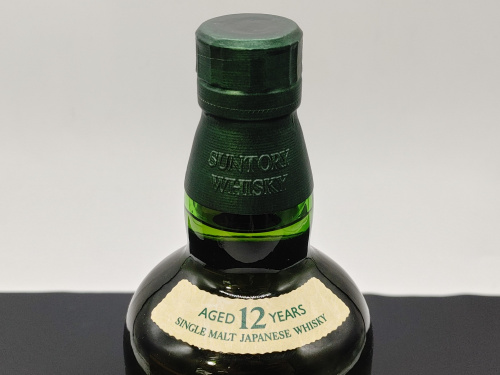 SUNTORY
WHISKY
AGED 12 YEARS
SINGLE MALT JAPANESE WHISKY